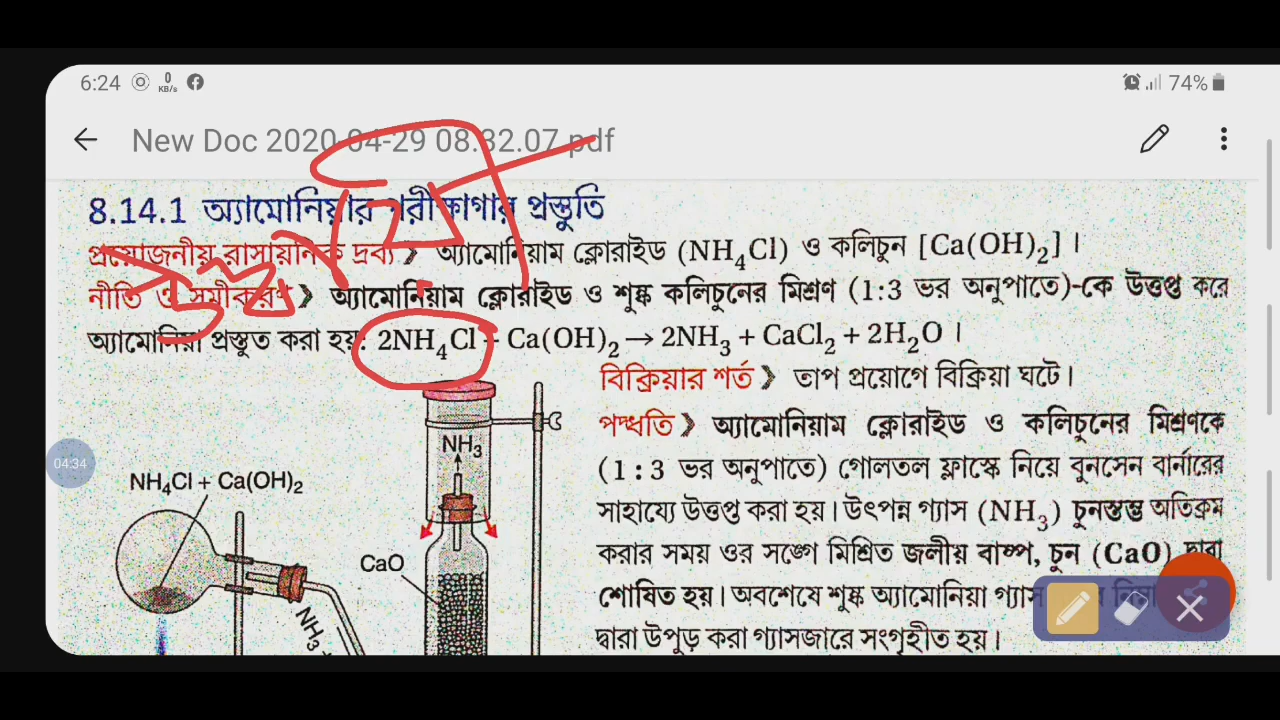 6:24 0 KB/s 74%
New Doc 2020-04-29 08.32.07.pdf
8.14.1 অ্যামোনিয়ার পরীক্ষাগার প্রস্তুতি
প্রয়োজনীয় রাসায়নিক দ্রব্য》 অ্যামোনিয়াম ক্লোরাইড (NH₄Cl) ও কলিচুন [Ca(OH)₂]।
নীতি ও সমীকরণ》 অ্যামোনিয়াম ক্লোরাইড ও শুষ্ক কলিচুনের মিশ্রণ (1:3 ভর অনুপাতে)-কে উত্তপ্ত করে
অ্যামোনিয়া প্রস্তুত করা হয়: 2NH₄Cl + Ca(OH)₂ → 2NH₃ + CaCl₂ + 2H₂O ।
বিক্রিয়ার শর্ত》 তাপ প্রয়োগে বিক্রিয়া ঘটে।
পদ্ধতি》 অ্যামোনিয়াম ক্লোরাইড ও কলিচুনের মিশ্রণকে
(1 : 3 ভর অনুপাতে) গোলতল ফ্লাস্কে নিয়ে বুনসেন বার্নারের
সাহায্যে উত্তপ্ত করা হয়। উৎপন্ন গ্যাস (NH₃) চুনস্তম্ভ অতিক্রম
করার সময় ওর সঙ্গে মিশ্রিত জলীয় বাষ্প, চুন (CaO) দ্বারা
শোষিত হয়। অবশেষে শুষ্ক অ্যামোনিয়া গ্যাস
দ্বারা উপুড় করা গ্যাসজারে সংগৃহীত হয়।
NH₃
04:34
NH₄Cl + Ca(OH)₂
CaO
NH₃